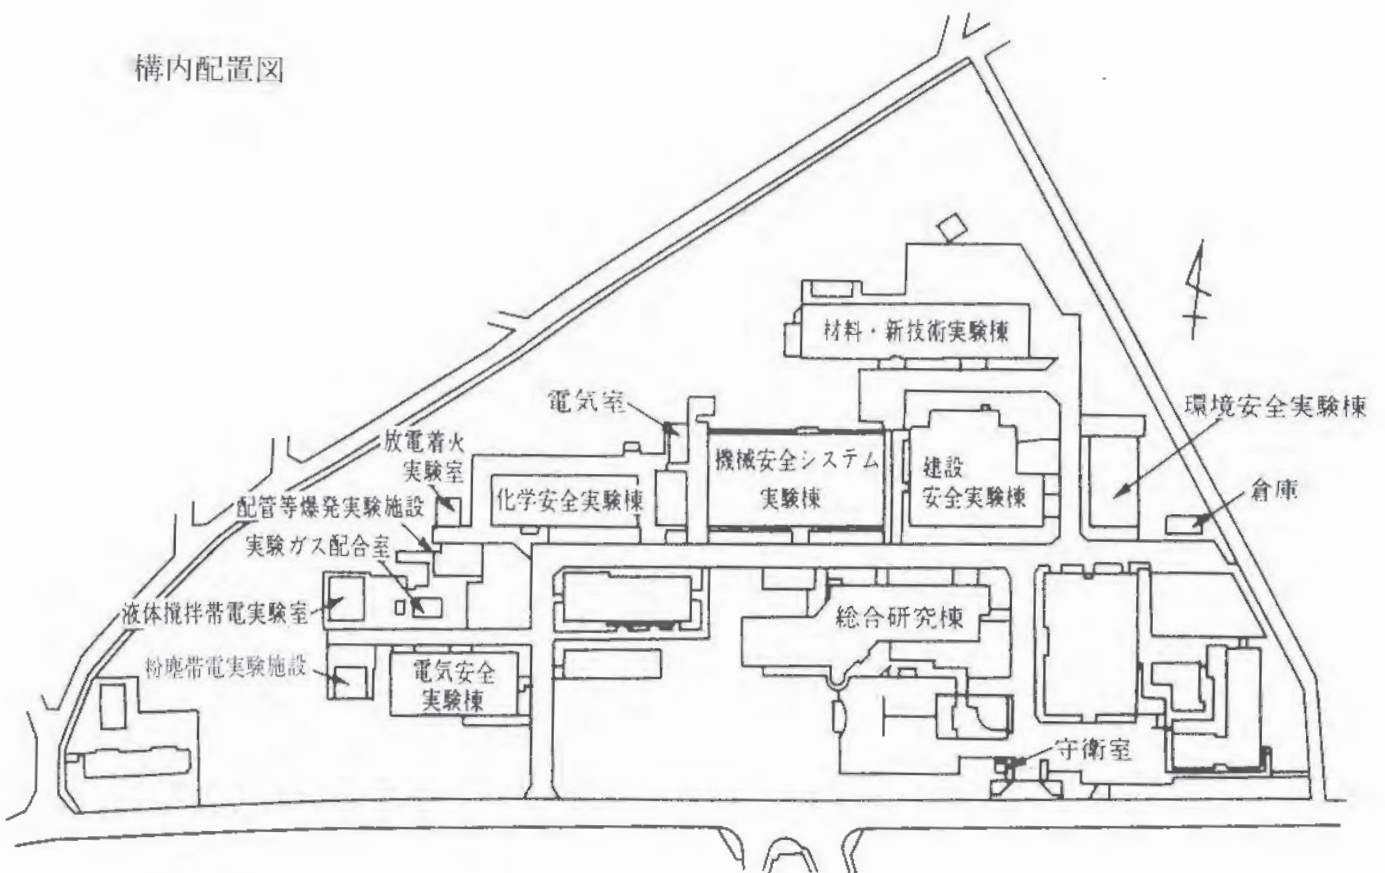 構内配置図
材料・新技術実験棟
電気室
環境安全実験棟
放電着火
実験室
機械安全システム
実験棟
建設
安全実験棟
化学安全実験棟
倉庫
配管等爆発実験施設
実験ガス配合室
液体撹拌帯電実験室
総合研究棟
粉塵帯電実験施設
電気安全
実験棟
守衛室